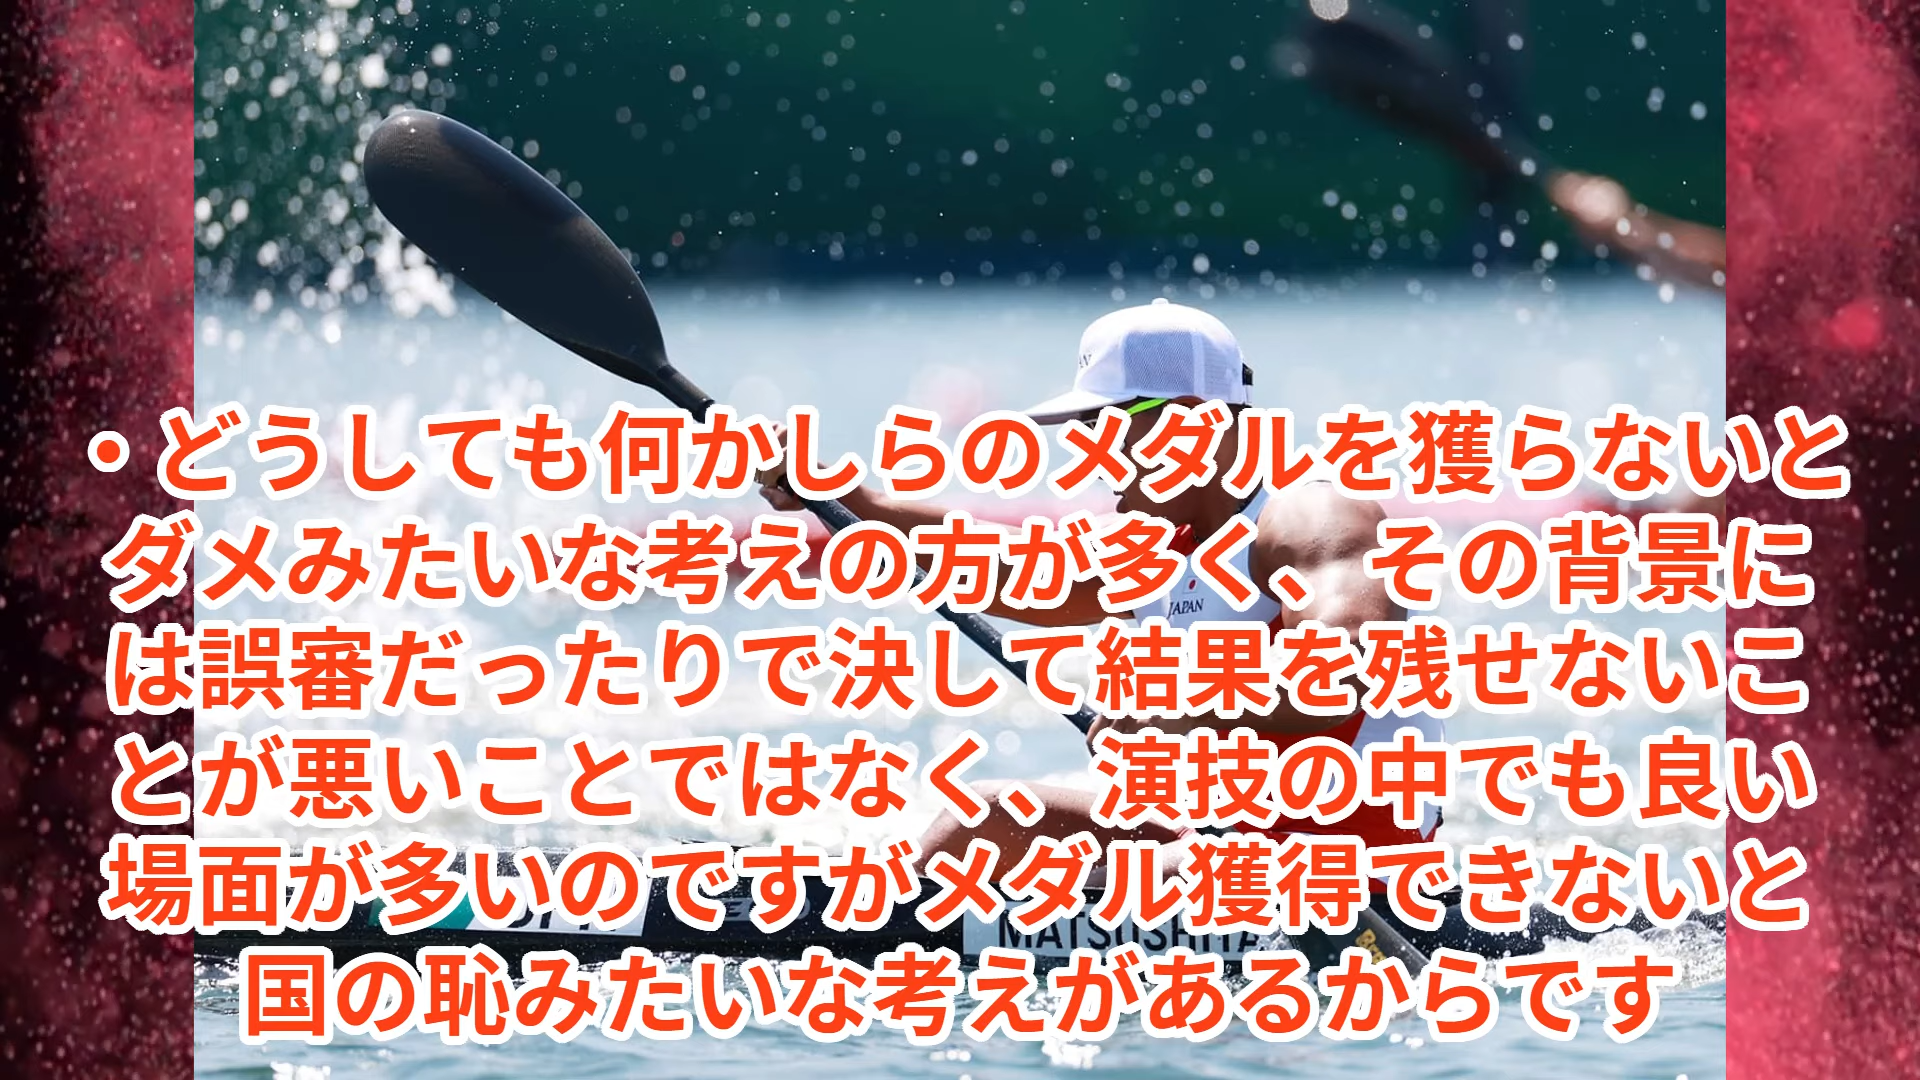 ・どうしても何かしらのメダルを獲らないと
ダメみたいな考えの方が多く、その背景に
は誤審だったりで決して結果を残せないこ
とが悪いことではなく、演技の中でも良い
場面が多いのですがメダル獲得できないと
国の恥みたいな考えがあるからです
JAPAN
MATSUSHITA